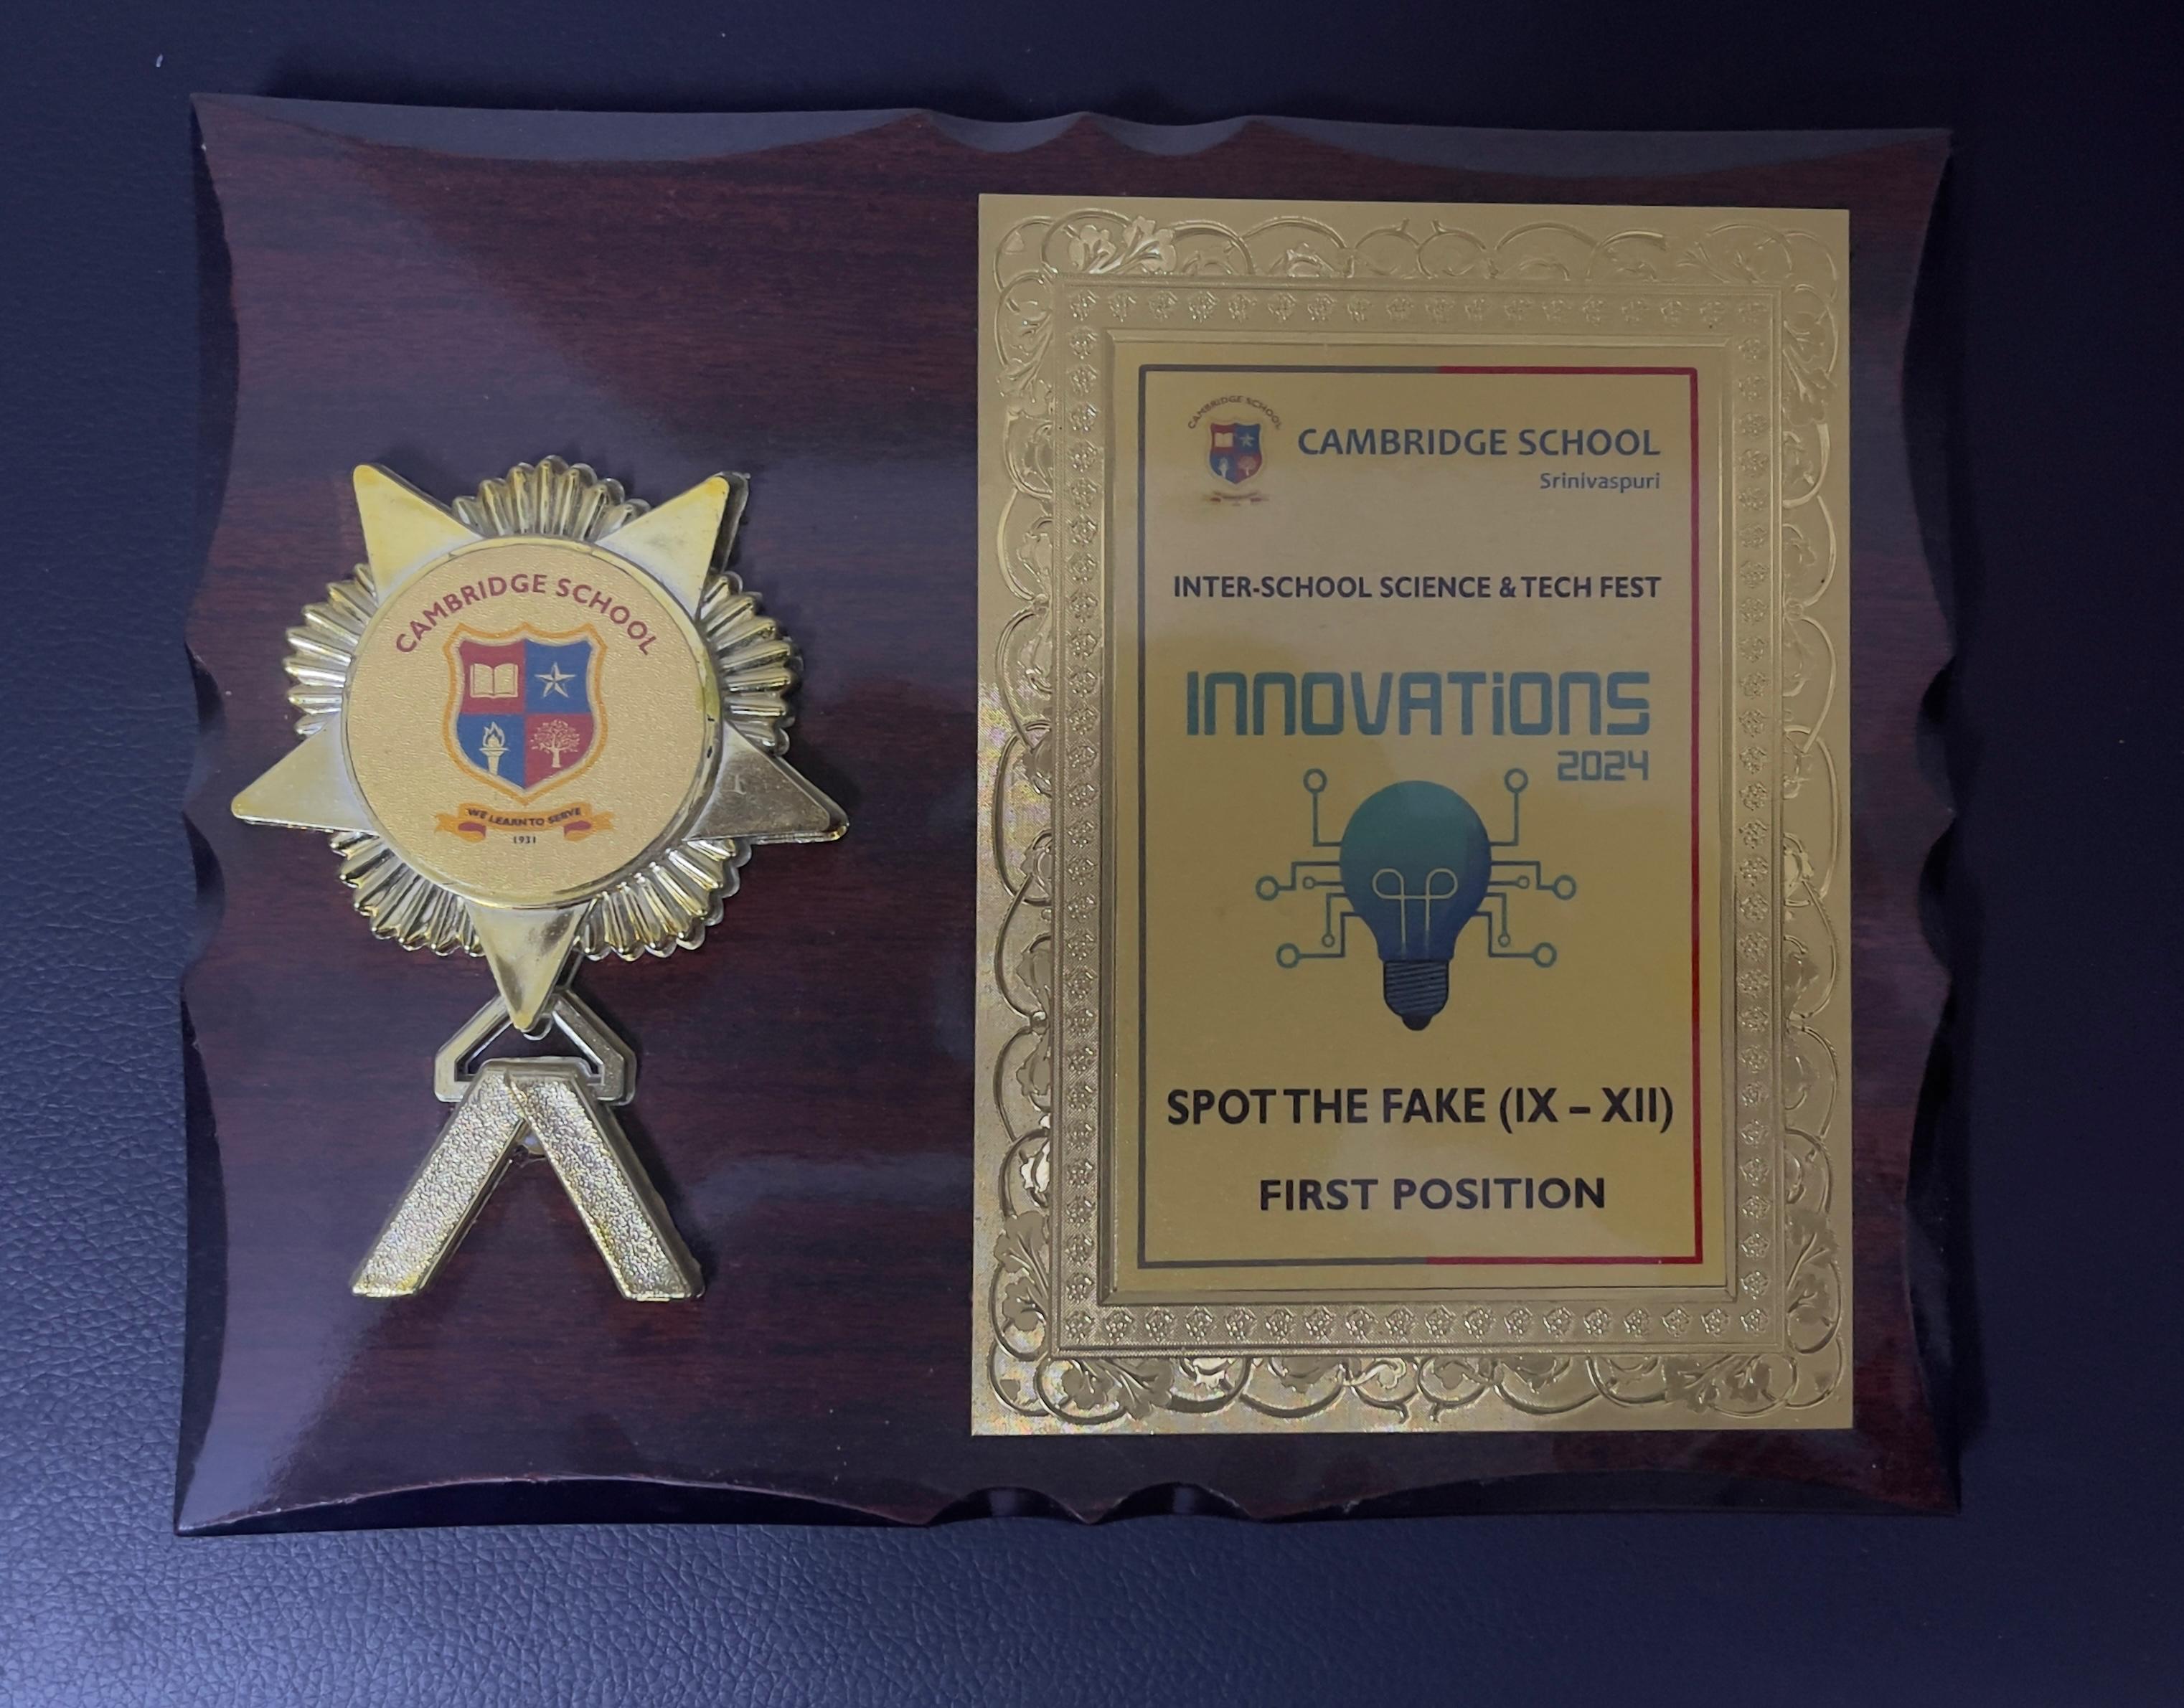 CAMBRIDGE SCHOOL
WE LEARN TO SERVE
1931
CAMBRIDGE SCHOOL
CAMBRIDGE SCHOOL
Srinivaspuri
INTER-SCHOOL SCIENCE & TECH FEST
INNOVATIONS
2024
SPOT THE FAKE (IX – XII)
FIRST POSITION